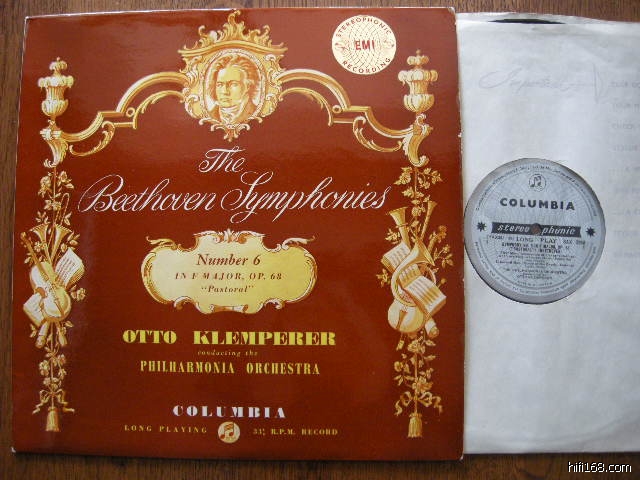 STEREOPHONIC
EMI
RECORDING
The
Beethoven Symphonies
Number 6
IN F MAJOR, OP. 68
"Pastoral"
OTTO KLEMPERER
conducting the
PHILHARMONIA ORCHESTRA
COLUMBIA
LONG PLAYING 33⅓ R.P.M. RECORD
COLUMBIA
stereophonic
LONG PLAY
hifi168.com